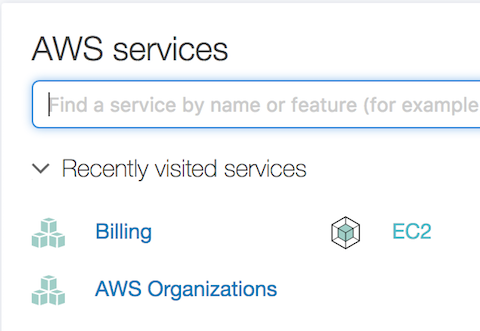 AWS services
Find a service by name or feature (for example
Recently visited services
Billing
EC2
AWS Organizations